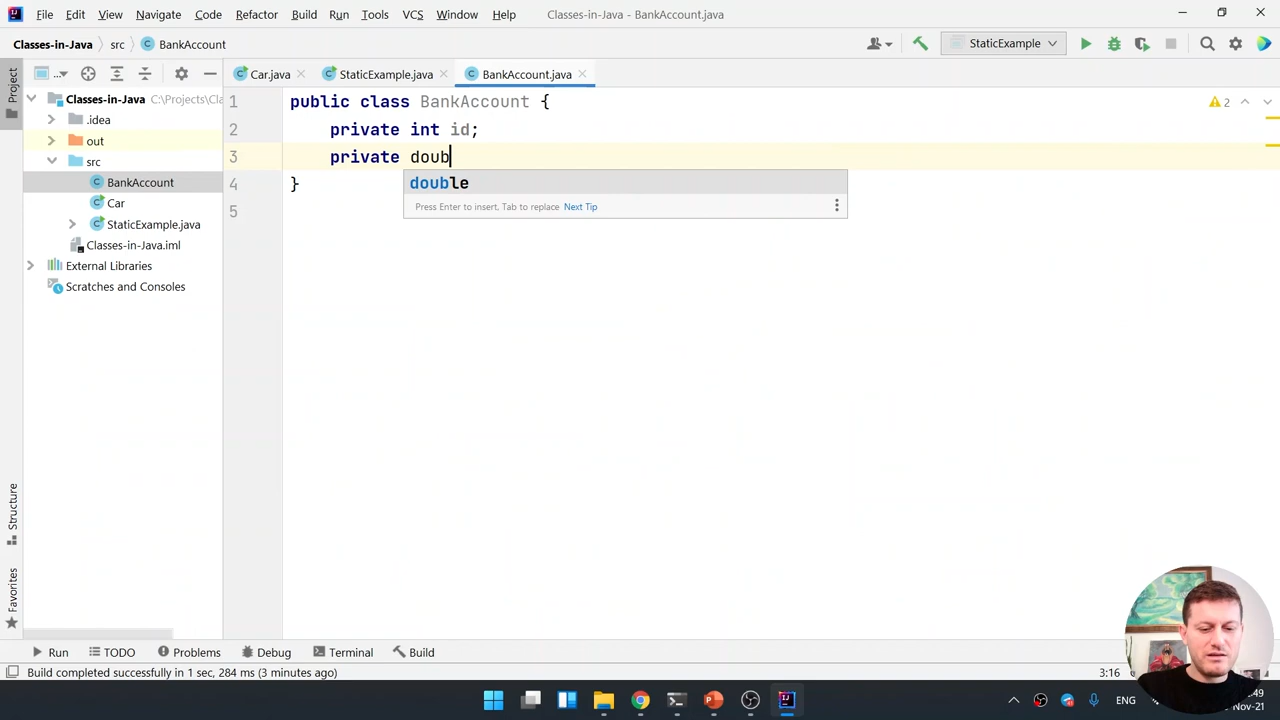 File Edit View Navigate Code Refactor Build Run Tools VCS Window Help Classes-in-Java - BankAccount.java
Classes-in-Java src BankAccount StaticExample
Project
... Car.java StaticExample.java BankAccount.java
Classes-in-Java C:\Projects\Cla
.idea
out
src
BankAccount
Car
StaticExample.java
Classes-in-Java.iml
External Libraries
Scratches and Consoles
1 public class BankAccount {
2 private int id;
3 private doub
4 }
5
double
Press Enter to insert, Tab to replace Next Tip
2
Structure
Favorites
Run TODO Problems Debug Terminal Build
Build completed successfully in 1 sec, 284 ms (3 minutes ago) 3:16
ENG
:49
-Nov-21